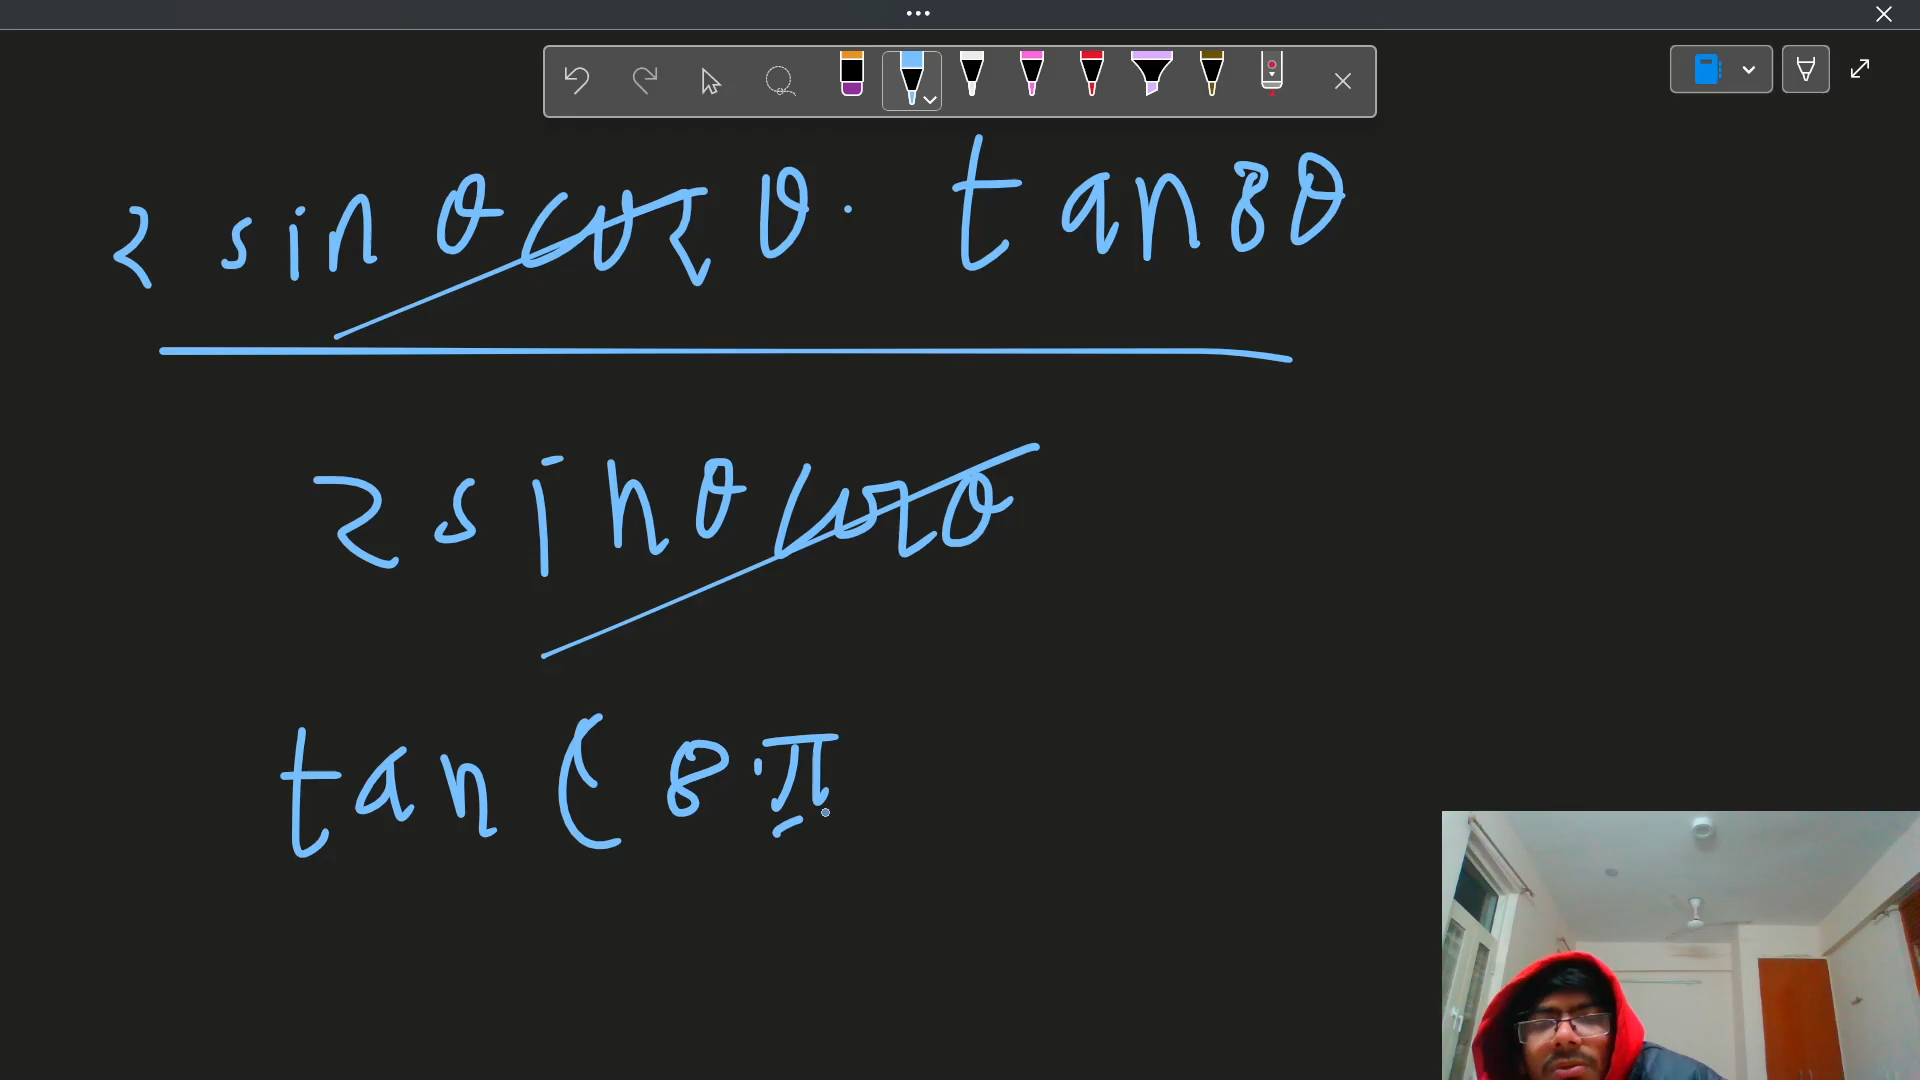 2 sin θ cos θ · tan 8θ
2 sin θ cos θ
tan ( 8 · π